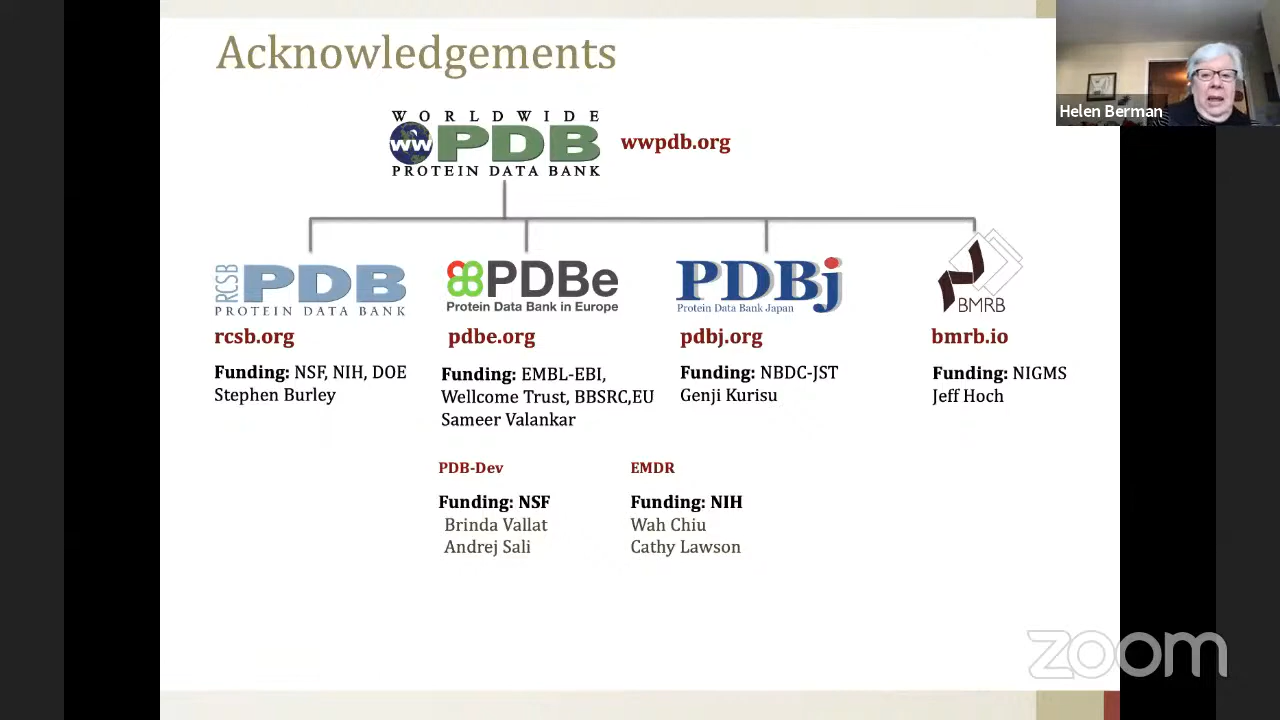 Acknowledgements
Helen Berman
WORLDWIDE
ww PDB
PROTEIN DATA BANK
wwpdb.org
RCSB PDB
PROTEIN DATA BANK
rcsb.org
Funding: NSF, NIH, DOE
Stephen Burley
PDBe
Protein Data Bank in Europe
pdbe.org
Funding: EMBL-EBI,
Wellcome Trust, BBSRC,EU
Sameer Valankar
PDBj
Protein Data Bank Japan
pdbj.org
Funding: NBDC-JST
Genji Kurisu
BMRB
bmrb.io
Funding: NIGMS
Jeff Hoch
PDB-Dev
Funding: NSF
Brinda Vallat
Andrej Sali
EMDR
Funding: NIH
Wah Chiu
Cathy Lawson
zoom